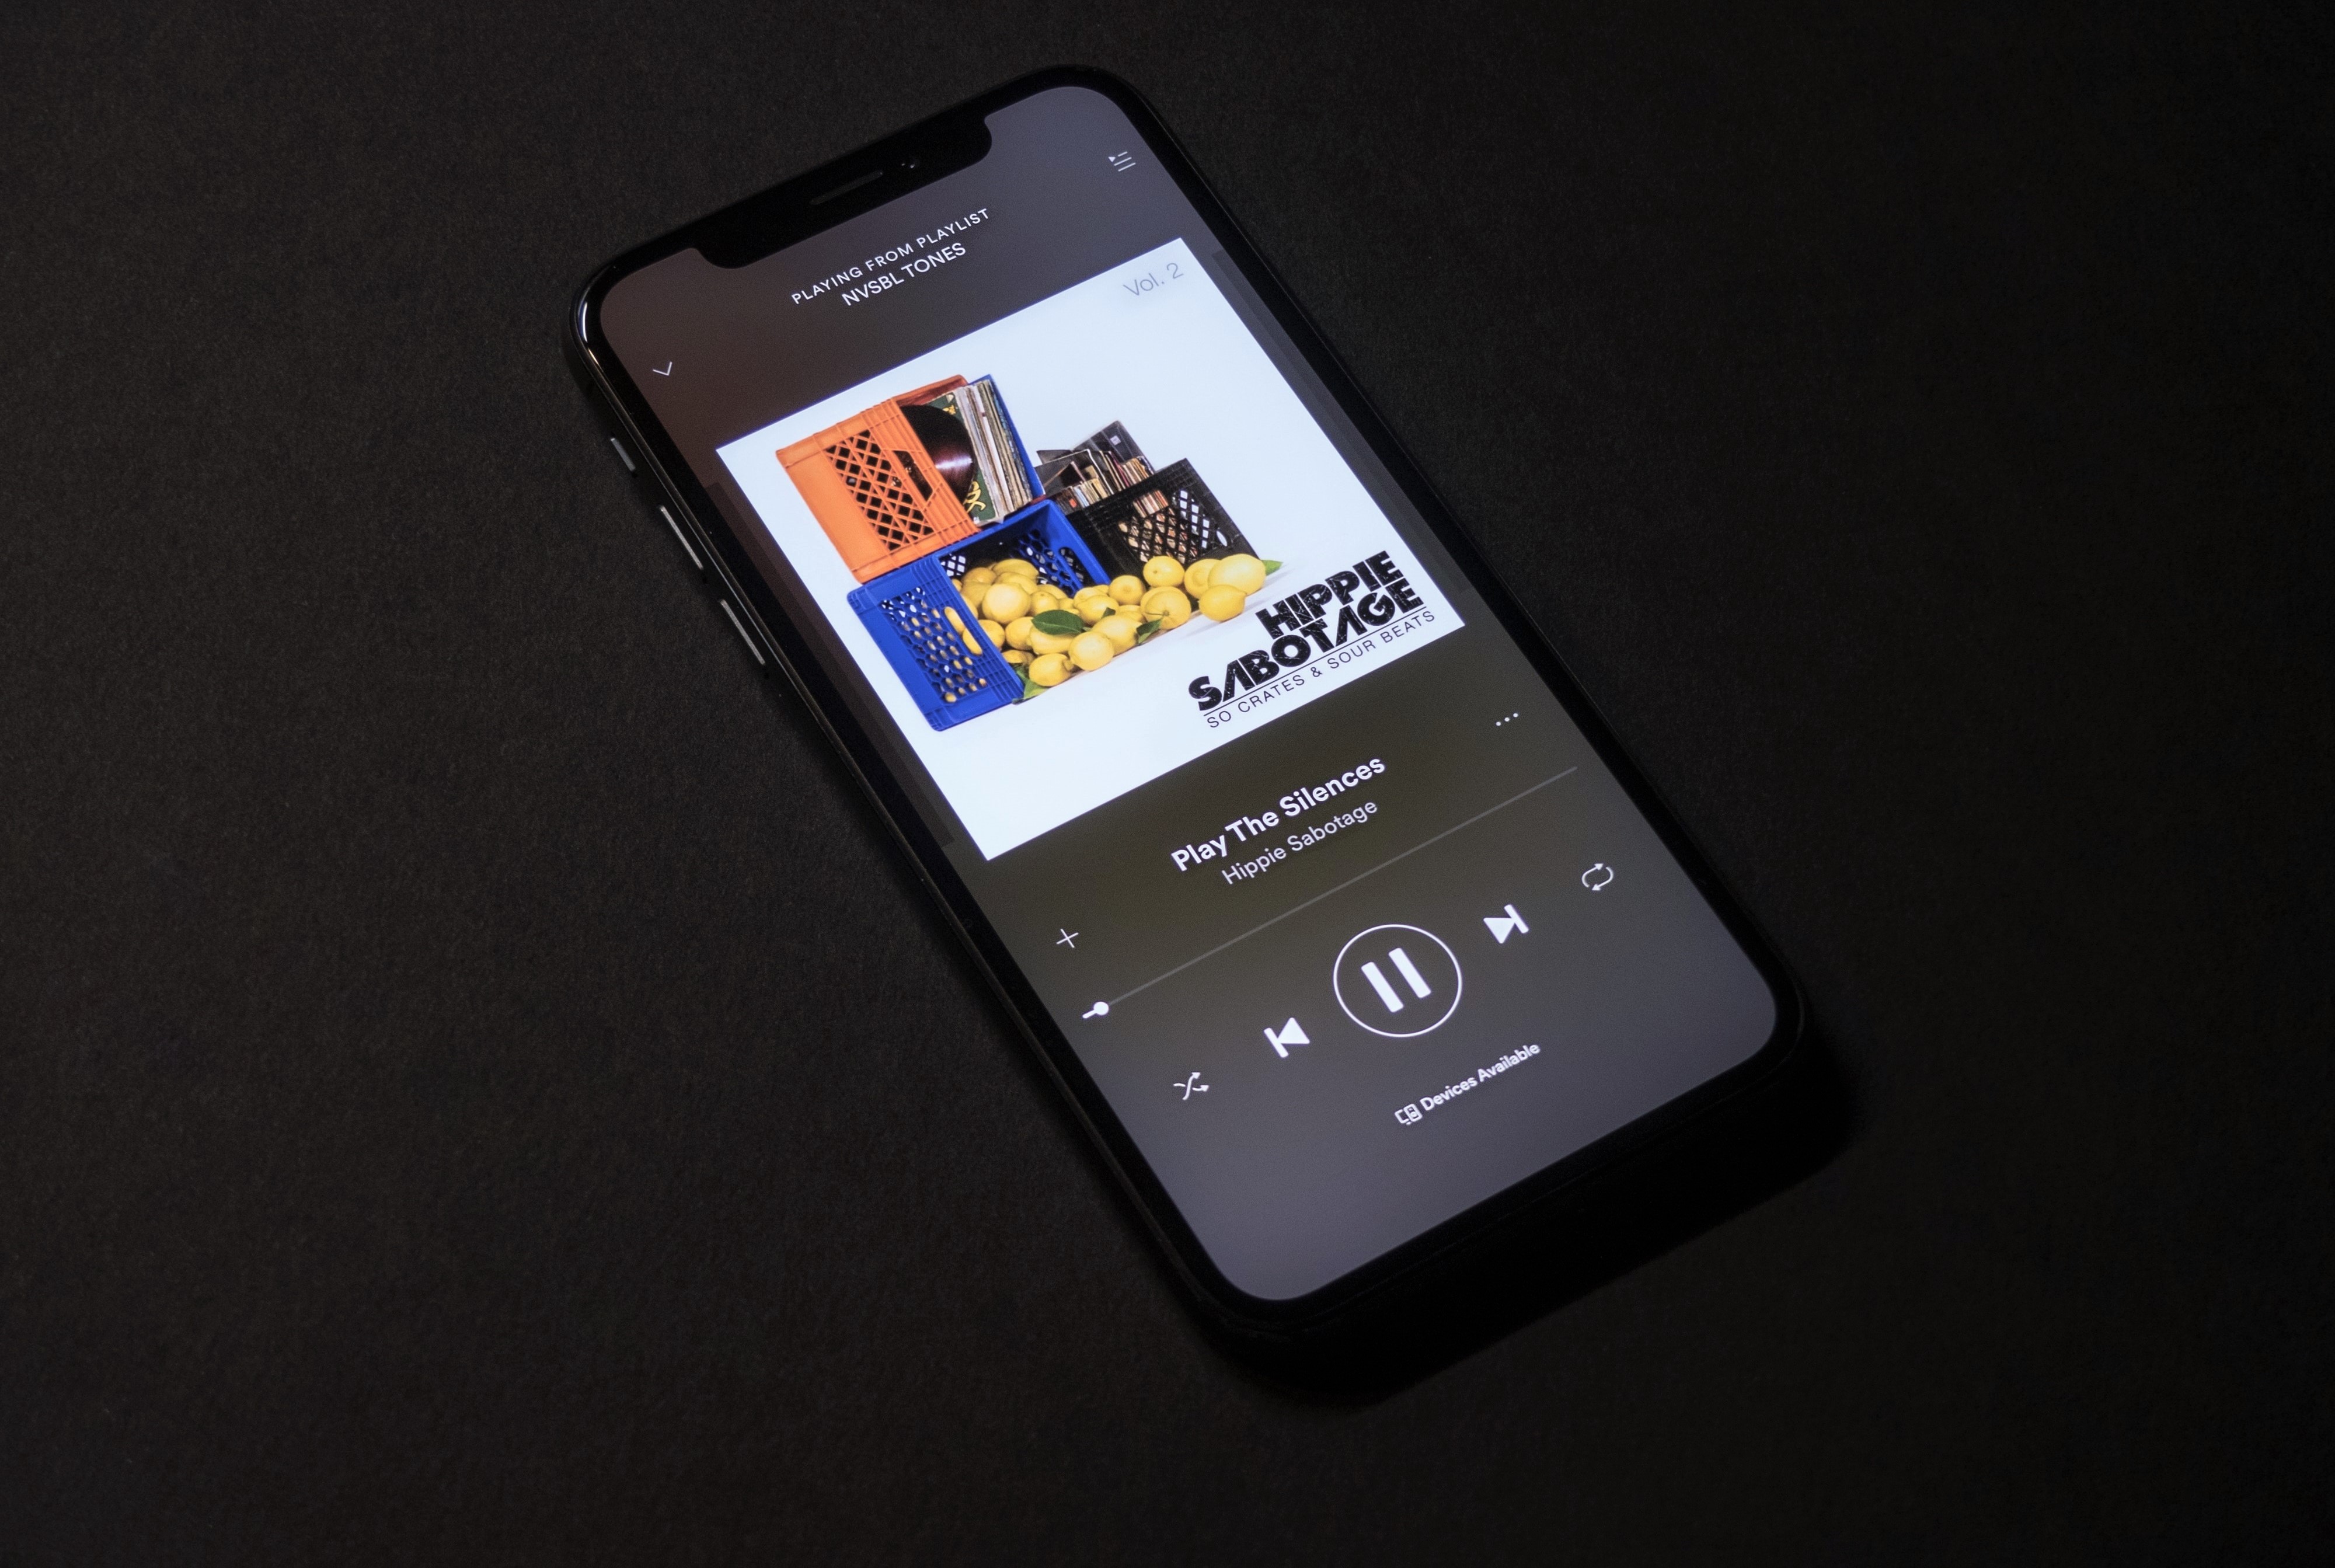 PLAYING FROM PLAYLIST
NVSBL TONES
Vol. 2
HIPPIE
SABOTAGE
SO CRATES & SOUR BEATS
Play The Silences
Hippie Sabotage
Devices Available